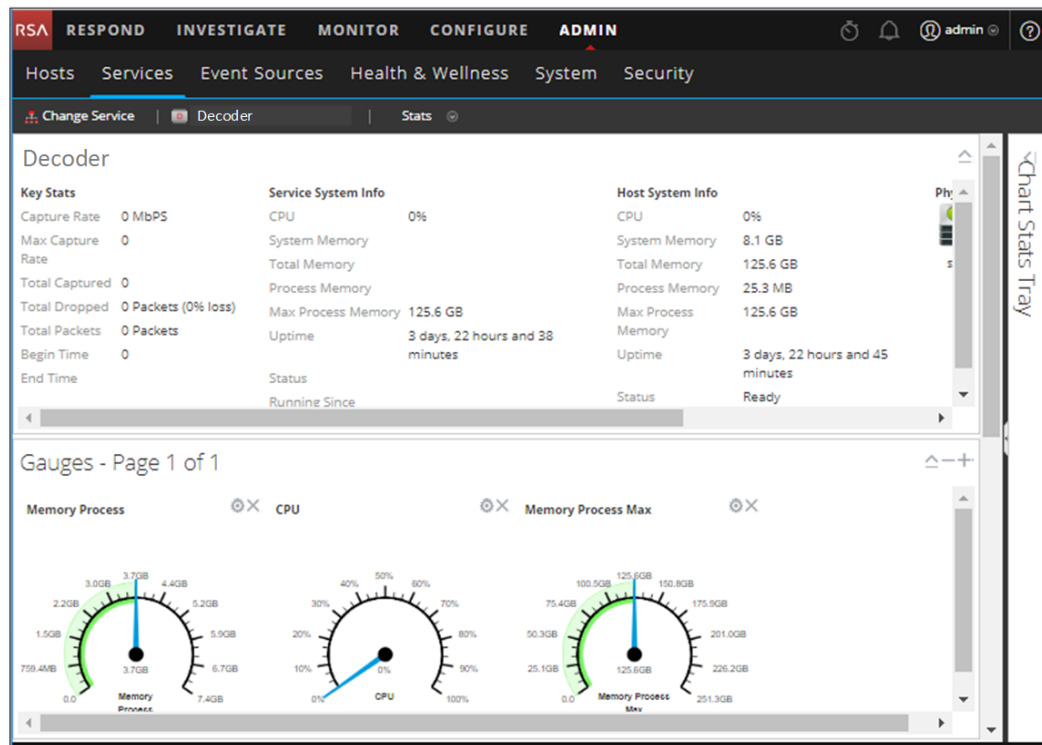 RSA RESPOND INVESTIGATE MONITOR CONFIGURE ADMIN admin
Hosts Services Event Sources Health & Wellness System Security
Change Service | Decoder | Stats
Decoder
Key Stats
Capture Rate 0 MbPS
Max Capture 0
Rate
Total Captured 0
Total Dropped 0 Packets (0% loss)
Total Packets 0 Packets
Begin Time 0
End Time
Service System Info
CPU 0%
System Memory
Total Memory
Process Memory
Max Process Memory 125.6 GB
Uptime 3 days, 22 hours and 38
minutes
Status
Running Since
Host System Info
CPU 0%
System Memory 8.1 GB
Total Memory 125.6 GB
Process Memory 25.3 MB
Max Process 125.6 GB
Memory
Uptime 3 days, 22 hours and 45
minutes
Status Ready
Phy
s
Chart Stats Tray
Gauges - Page 1 of 1
Memory Process
0.0
759.4MB
1.5GB
2.2GB
3.0GB
3.7GB
4.4GB
5.2GB
5.9GB
6.7GB
7.4GB
3.7GB
Memory
Process
CPU
0%
10%
20%
30%
40%
50%
60%
70%
80%
90%
100%
0%
CPU
Memory Process Max
0.0
25.1GB
50.3GB
75.4GB
100.5GB
125.6GB
150.8GB
175.9GB
201.0GB
226.2GB
251.3GB
125.6GB
Memory Process
Max